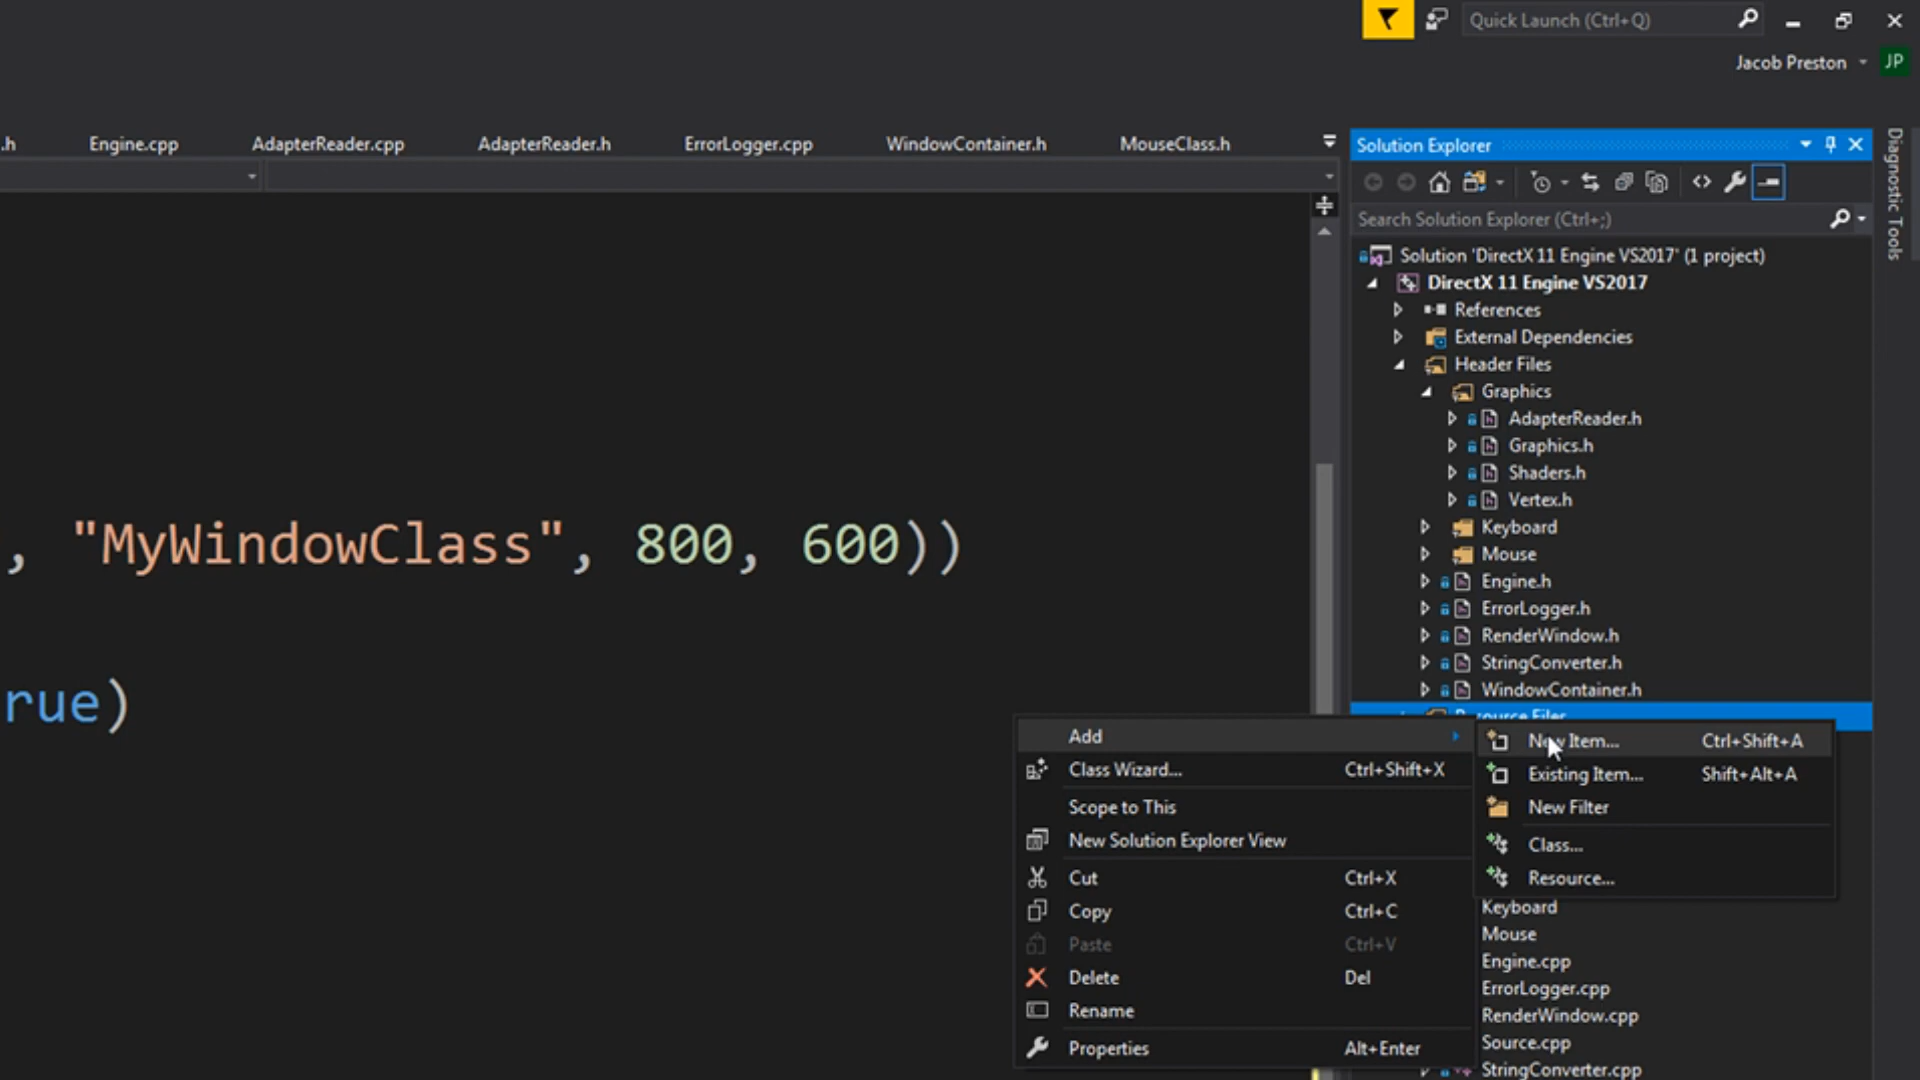 Quick Launch (Ctrl+Q)
Jacob Preston
JP
.h
Engine.cpp
AdapterReader.cpp
AdapterReader.h
ErrorLogger.cpp
WindowContainer.h
MouseClass.h
Solution Explorer
Diagnostic Tools
Search Solution Explorer (Ctrl+;)
Solution 'DirectX 11 Engine VS2017' (1 project)
DirectX 11 Engine VS2017
References
External Dependencies
Header Files
Graphics
AdapterReader.h
Graphics.h
Shaders.h
Vertex.h
Keyboard
Mouse
Engine.h
ErrorLogger.h
RenderWindow.h
StringConverter.h
WindowContainer.h
Resource Files
, "MyWindowClass", 800, 600))
rue)
Add
Class Wizard... Ctrl+Shift+X
Scope to This
New Solution Explorer View
Cut Ctrl+X
Copy Ctrl+C
Paste Ctrl+V
Delete Del
Rename
Properties Alt+Enter
New Item... Ctrl+Shift+A
Existing Item... Shift+Alt+A
New Filter
Class...
Resource...
Keyboard
Mouse
Engine.cpp
ErrorLogger.cpp
RenderWindow.cpp
Source.cpp
StringConverter.cpp